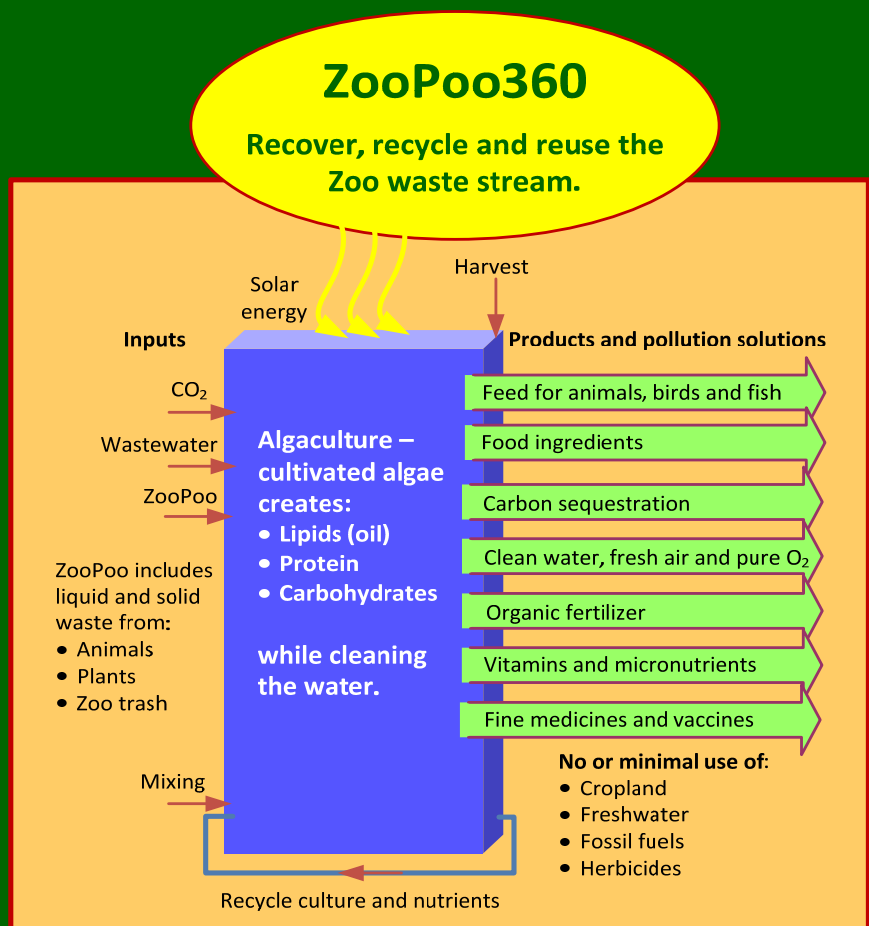 ZooPoo360
Recover, recycle and reuse the
Zoo waste stream.
Solar
energy
Harvest
Inputs
Products and pollution solutions
CO₂
Wastewater
ZooPoo
ZooPoo includes
liquid and solid
waste from:
• Animals
• Plants
• Zoo trash
Mixing
Algaculture –
cultivated algae
creates:
• Lipids (oil)
• Protein
• Carbohydrates
while cleaning
the water.
Feed for animals, birds and fish
Food ingredients
Carbon sequestration
Clean water, fresh air and pure O₂
Organic fertilizer
Vitamins and micronutrients
Fine medicines and vaccines
No or minimal use of:
• Cropland
• Freshwater
• Fossil fuels
• Herbicides
Recycle culture and nutrients